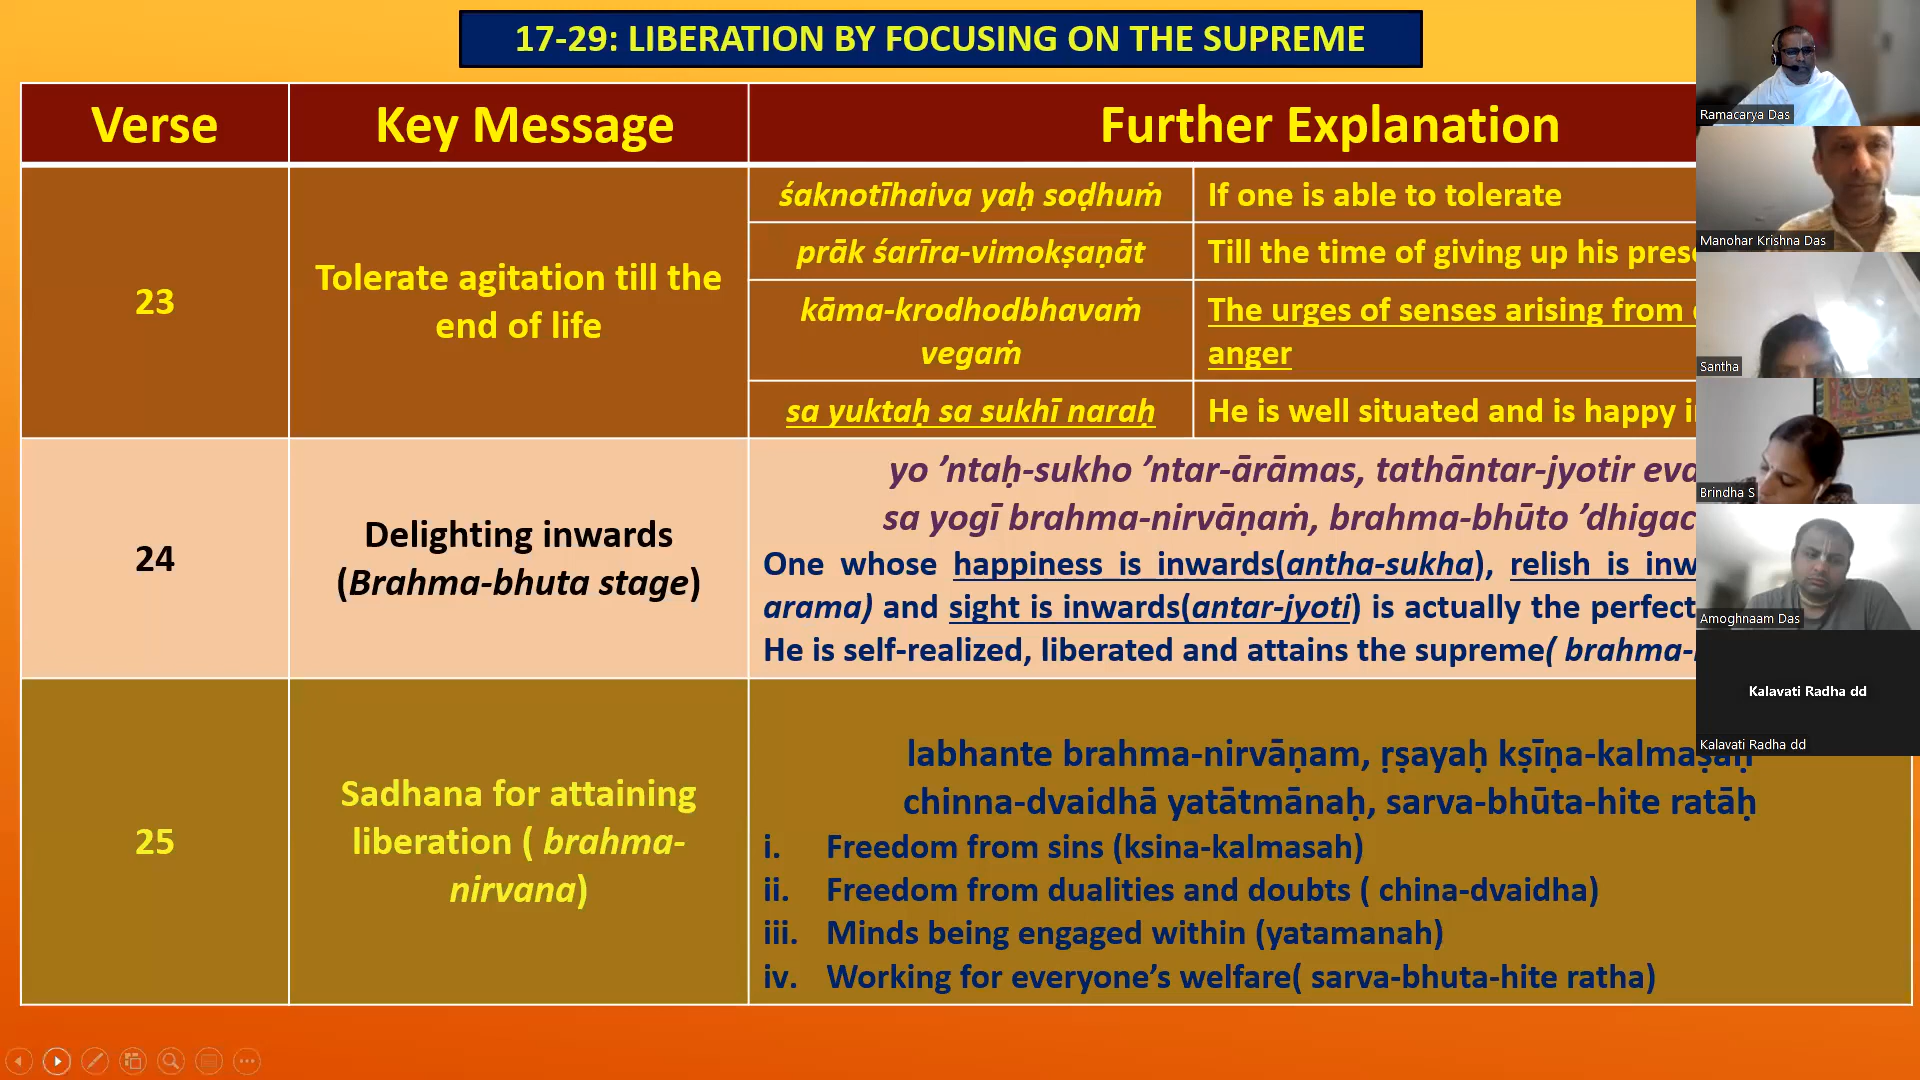 17-29: LIBERATION BY FOCUSING ON THE SUPREME
Verse
Key Message
Further Explanation
23
Tolerate agitation till the
end of life
śaknotīhaiva yaḥ soḍhuṁ
If one is able to tolerate
prāk śarīra-vimokṣaṇāt
Till the time of giving up his
kāma-krodhodbhavaṁ
vegaṁ
The urges of senses arising from
anger
sa yuktaḥ sa sukhī naraḥ
He is well situated and is happy
24
Delighting inwards
(Brahma-bhuta stage)
yo ’ntaḥ-sukho ’ntar-ārāmas, tathāntar-jyotir
sa yogī brahma-nirvāṇaṁ, brahma-bhūto
One whose happiness is inwards(antha-sukha), relish is
arama) and sight is inwards(antar-jyoti) is actually the
He is self-realized, liberated and attains the supreme( brahma-
25
Sadhana for attaining
liberation ( brahma-
nirvana)
labhante brahma-nirvāṇam, ṛṣayaḥ kṣīṇa-kalmaṣāḥ
chinna-dvaidhā yatātmānaḥ, sarva-bhūta-hite ratāḥ
i. Freedom from sins (ksina-kalmasah)
ii. Freedom from dualities and doubts ( china-dvaidha)
iii. Minds being engaged within (yatamanah)
iv. Working for everyone’s welfare( sarva-bhuta-hite ratha)
Ramacarya Das
Manohar Krishna Das
Santha
Brindha S
Amoghnaam Das
Kalavati Radha dd
Kalavati Radha dd